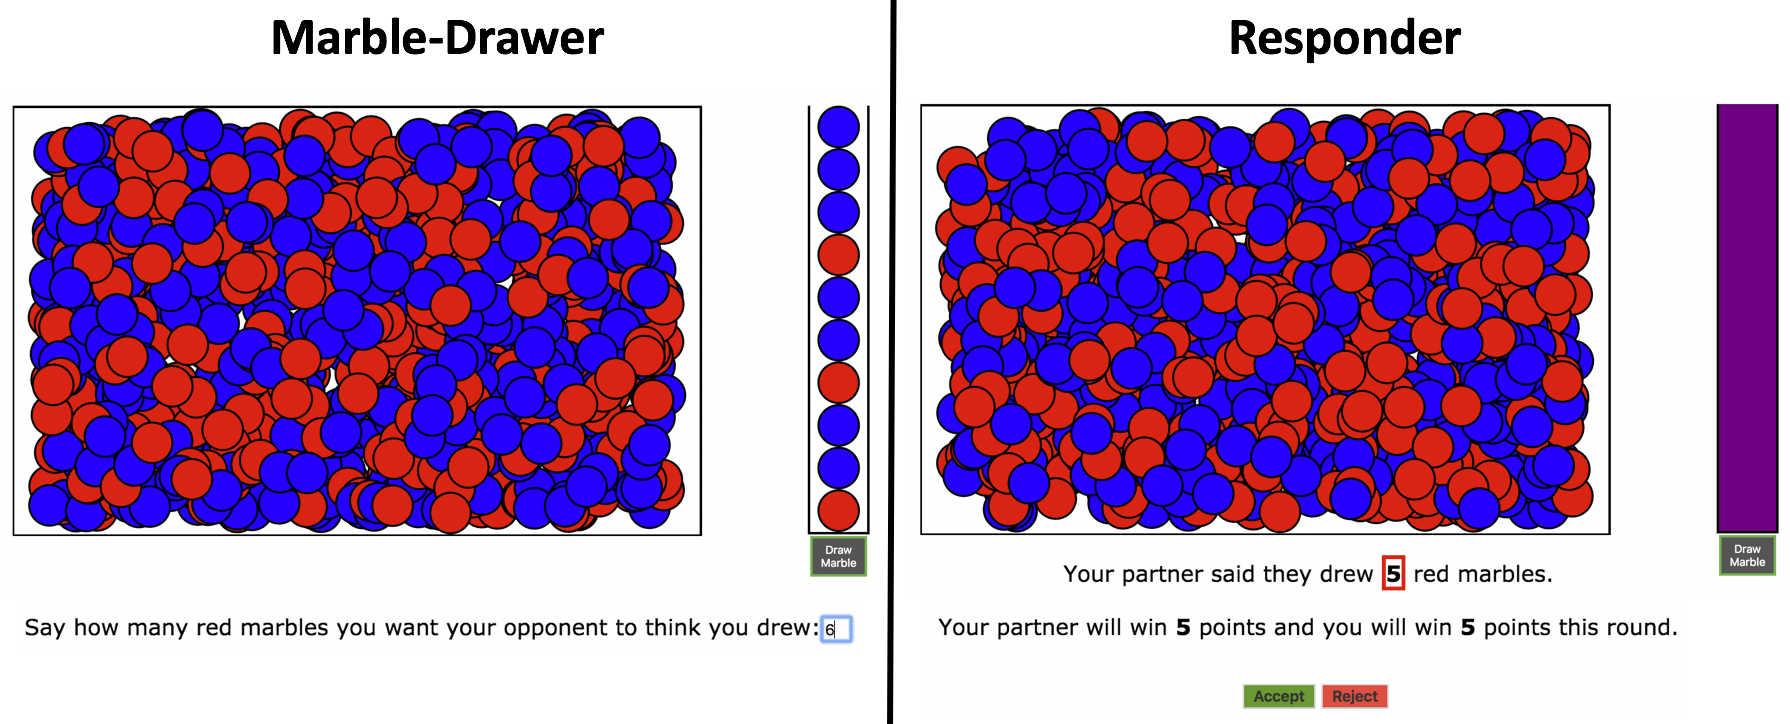 Marble-Drawer
Draw
Marble
Say how many red marbles you want your opponent to think you drew: 6
Responder
Draw
Marble
Your partner said they drew 5 red marbles.
Your partner will win 5 points and you will win 5 points this round.
Accept Reject